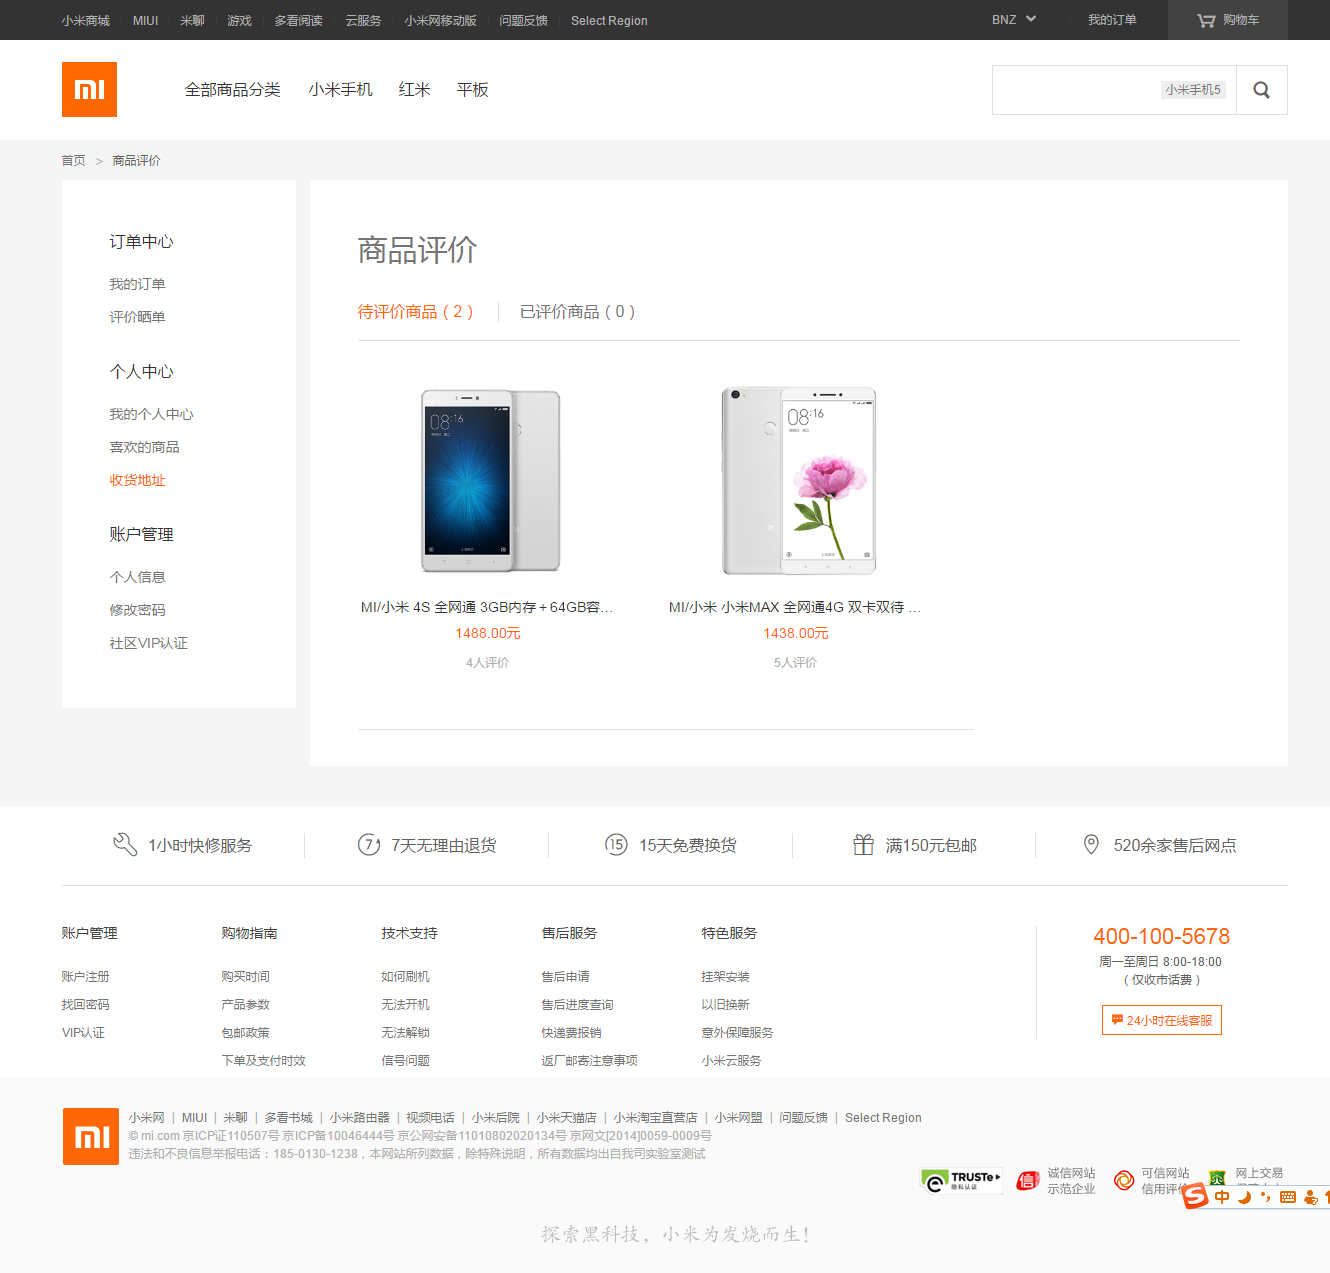 小米商城 MIUI 米聊 游戏 多看阅读 云服务 小米网移动版 问题反馈 Select Region BNZ 我的订单 购物车
mi 全部商品分类 小米手机 红米 平板 小米手机5
首页 > 商品评价
订单中心
我的订单
评价晒单
个人中心
我的个人中心
喜欢的商品
收货地址
账户管理
个人信息
修改密码
社区VIP认证
商品评价
待评价商品（2） 已评价商品（0）
08:16
08:16
MI/小米 4S 全网通 3GB内存＋64GB容...
1488.00元
4人评价
MI/小米 小米MAX 全网通4G 双卡双待 ...
1438.00元
5人评价
1小时快修服务 7 7天无理由退货 15 15天免费换货 满150元包邮 520余家售后网点
账户管理
账户注册
找回密码
VIP认证
购物指南
购买时间
产品参数
包邮政策
下单及支付时效
技术支持
如何刷机
无法开机
无法解锁
信号问题
售后服务
售后申请
售后进度查询
快递费报销
返厂邮寄注意事项
特色服务
挂架安装
以旧换新
意外保障服务
小米云服务
400-100-5678
周一至周日 8:00-18:00
（仅收市话费）
24小时在线客服
mi
小米网 | MIUI | 米聊 | 多看书城 | 小米路由器 | 视频电话 | 小米后院 | 小米天猫店 | 小米淘宝直营店 | 小米网盟 | 问题反馈 | Select Region
© mi.com 京ICP证110507号 京ICP备10046444号 京公网安备11010802020134号 京网文[2014]0059-0009号
违法和不良信息举报电话：185-0130-1238，本网站所列数据，除特殊说明，所有数据均出自我司实验室测试
TRUSTe
隐私认证
信 诚信网站
示范企业
可信网站
信用评价
网上交易
S 中
探索黑科技，小米为发烧而生！